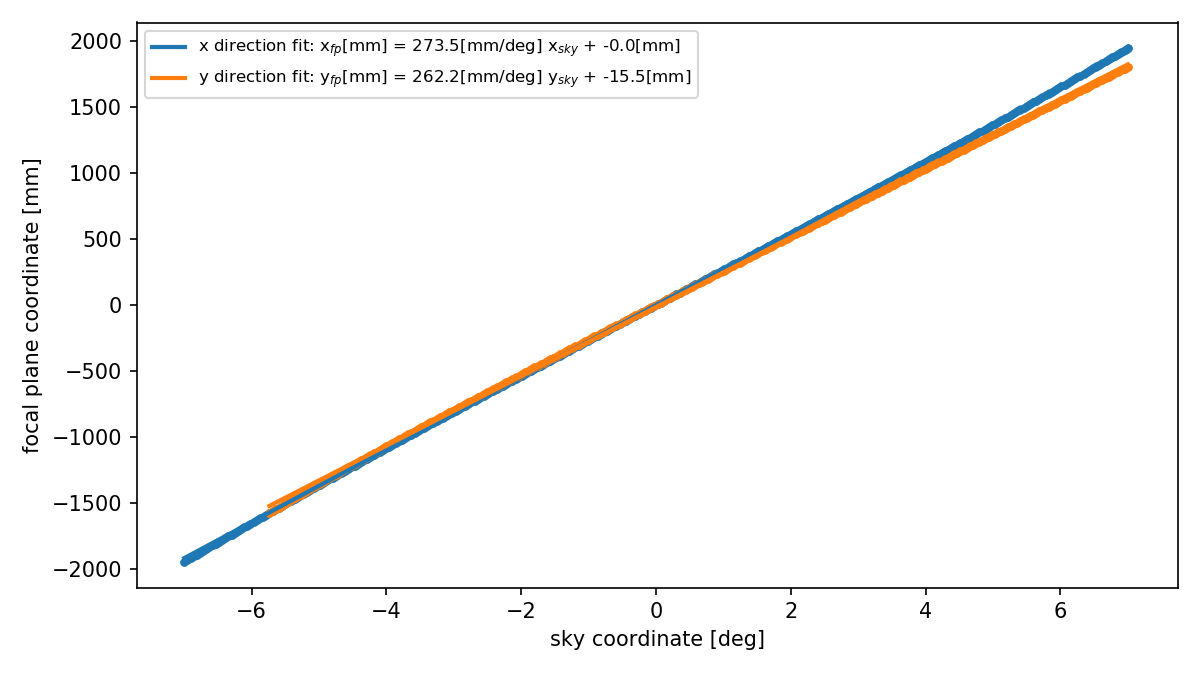 x direction fit: x_fp[mm] = 273.5[mm/deg] x_sky + -0.0[mm]
y direction fit: y_fp[mm] = 262.2[mm/deg] y_sky + -15.5[mm]
2000
1500
1000
500
0
−500
−1000
−1500
−2000
focal plane coordinate [mm]
−6 −4 −2 0 2 4 6
sky coordinate [deg]